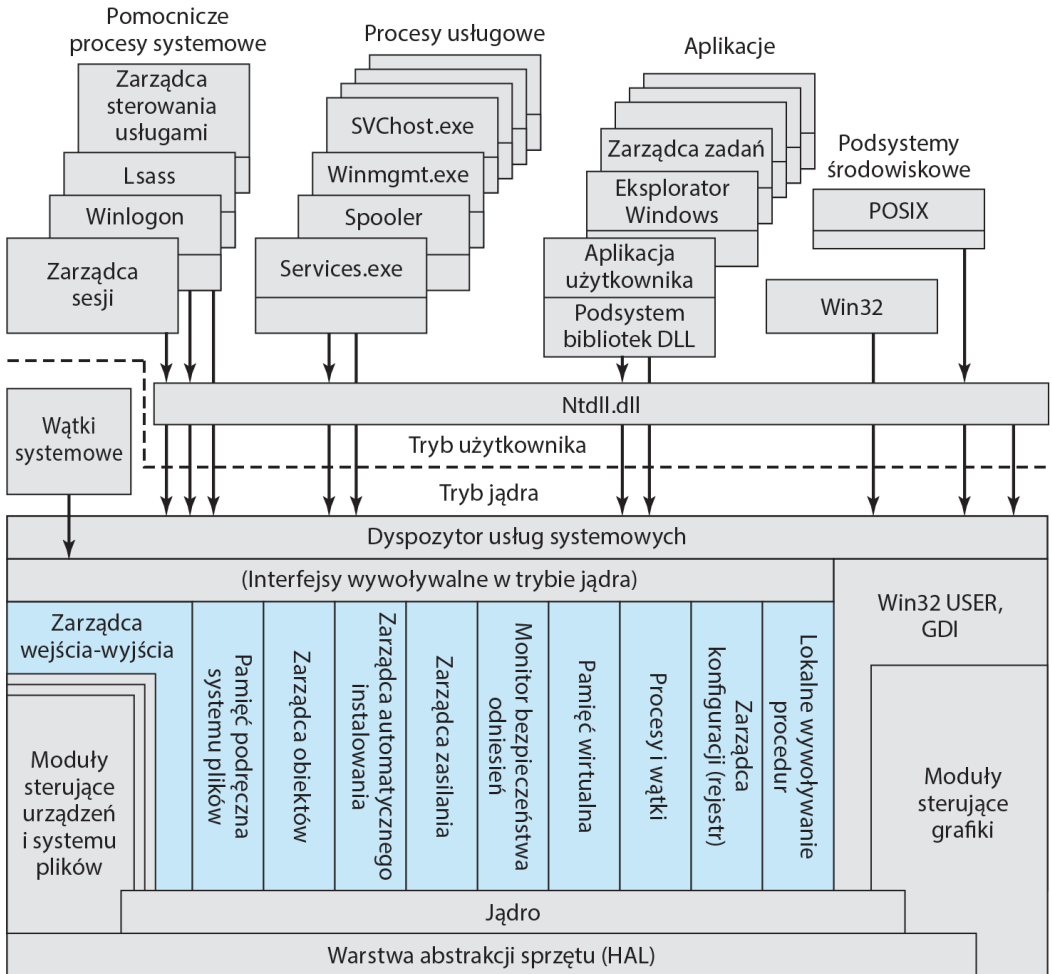 Pomocnicze
procesy systemowe
Procesy usługowe
Aplikacje
Podsystemy
środowiskowe
Zarządca
sterowania
usługami
Lsass
Winlogon
Zarządca
sesji
SVChost.exe
Winmgmt.exe
Spooler
Services.exe
Zarządca zadań
Eksplorator
Windows
Aplikacja
użytkownika
Podsystem
bibliotek DLL
POSIX
Win32
Wątki
systemowe
Ntdll.dll
Tryb użytkownika
Tryb jądra
Dyspozytor usług systemowych
(Interfejsy wywoływalne w trybie jądra)
Win32 USER,
GDI
Zarządca
wejścia-wyjścia
Moduły
sterujące
urządzeń
i systemu
plików
Pamięć podręczna
systemu plików
Zarządca obiektów
Zarządca automatycznego
instalowania
Zarządca zasilania
Monitor bezpieczeństwa
odniesień
Pamięć wirtualna
Procesy i wątki
Zarządca
konfiguracji (rejestr)
Lokalne wywoływanie
procedur
Moduły
sterujące
grafiki
Jądro
Warstwa abstrakcji sprzętu (HAL)